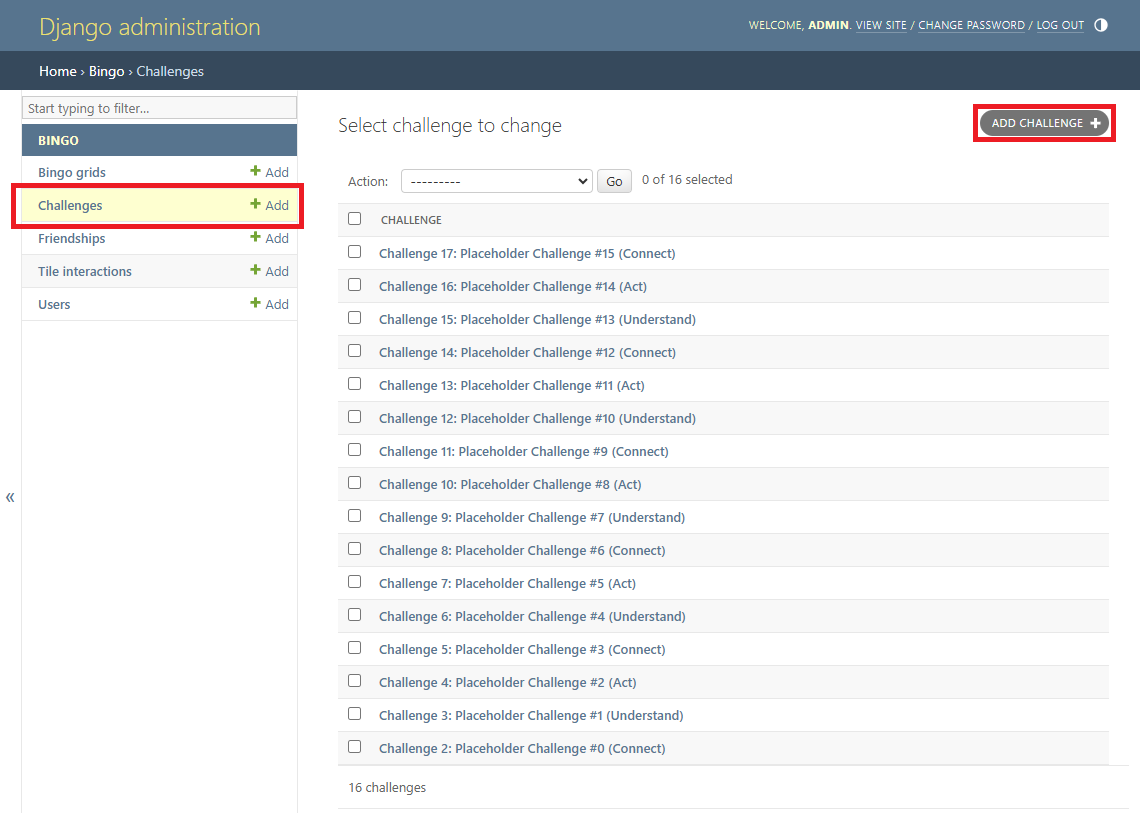 Django administration
WELCOME, ADMIN. VIEW SITE / CHANGE PASSWORD / LOG OUT
Home › Bingo › Challenges
Start typing to filter...
BINGO
Bingo grids + Add
Challenges + Add
Friendships + Add
Tile interactions + Add
Users + Add
«
Select challenge to change
ADD CHALLENGE +
Action: --------- Go 0 of 16 selected
CHALLENGE
Challenge 17: Placeholder Challenge #15 (Connect)
Challenge 16: Placeholder Challenge #14 (Act)
Challenge 15: Placeholder Challenge #13 (Understand)
Challenge 14: Placeholder Challenge #12 (Connect)
Challenge 13: Placeholder Challenge #11 (Act)
Challenge 12: Placeholder Challenge #10 (Understand)
Challenge 11: Placeholder Challenge #9 (Connect)
Challenge 10: Placeholder Challenge #8 (Act)
Challenge 9: Placeholder Challenge #7 (Understand)
Challenge 8: Placeholder Challenge #6 (Connect)
Challenge 7: Placeholder Challenge #5 (Act)
Challenge 6: Placeholder Challenge #4 (Understand)
Challenge 5: Placeholder Challenge #3 (Connect)
Challenge 4: Placeholder Challenge #2 (Act)
Challenge 3: Placeholder Challenge #1 (Understand)
Challenge 2: Placeholder Challenge #0 (Connect)
16 challenges